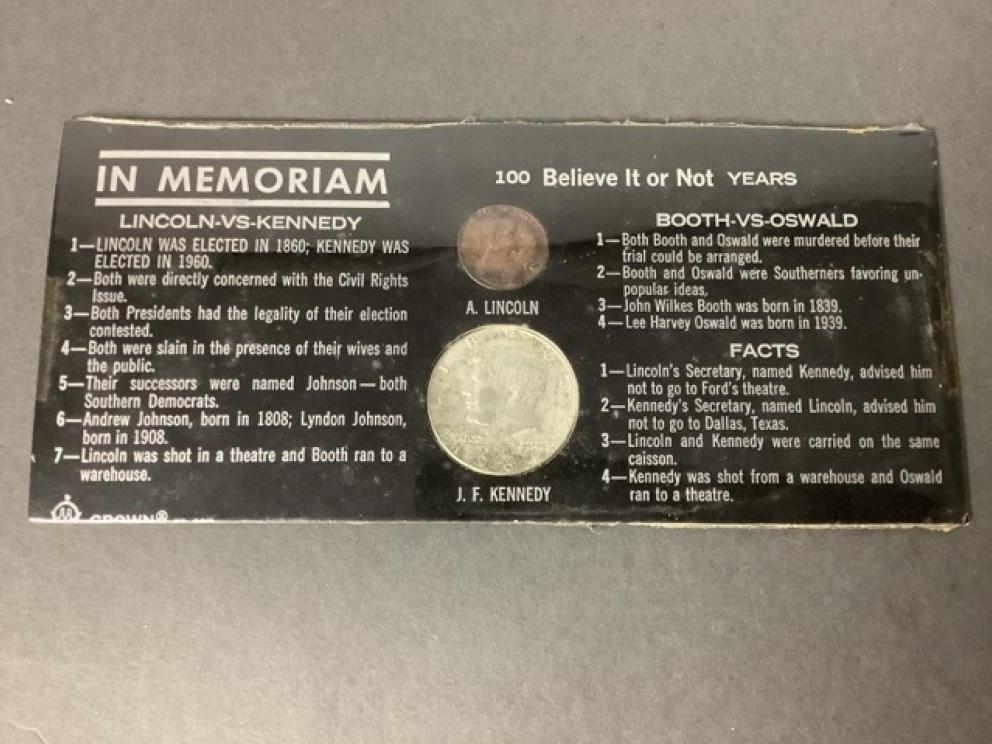 IN MEMORIAM
LINCOLN-VS-KENNEDY
1—LINCOLN WAS ELECTED IN 1860; KENNEDY WAS
ELECTED IN 1960.
2—Both were directly concerned with the Civil Rights
Issue.
3—Both Presidents had the legality of their election
contested.
4—Both were slain in the presence of their wives and
the public.
5—Their successors were named Johnson—both
Southern Democrats.
6—Andrew Johnson, born in 1808; Lyndon Johnson,
born in 1908.
7—Lincoln was shot in a theatre and Booth ran to a
warehouse.
CROWN®
100 Believe It or Not YEARS
A. LINCOLN
J. F. KENNEDY
BOOTH-VS-OSWALD
1—Both Booth and Oswald were murdered before their
trial could be arranged.
2—Booth and Oswald were Southerners favoring un-
popular ideas.
3—John Wilkes Booth was born in 1839.
4—Lee Harvey Oswald was born in 1939.
FACTS
1—Lincoln's Secretary, named Kennedy, advised him
not to go to Ford's theatre.
2—Kennedy's Secretary, named Lincoln, advised him
not to go to Dallas, Texas.
3—Lincoln and Kennedy were carried on the same
caisson.
4—Kennedy was shot from a warehouse and Oswald
ran to a theatre.